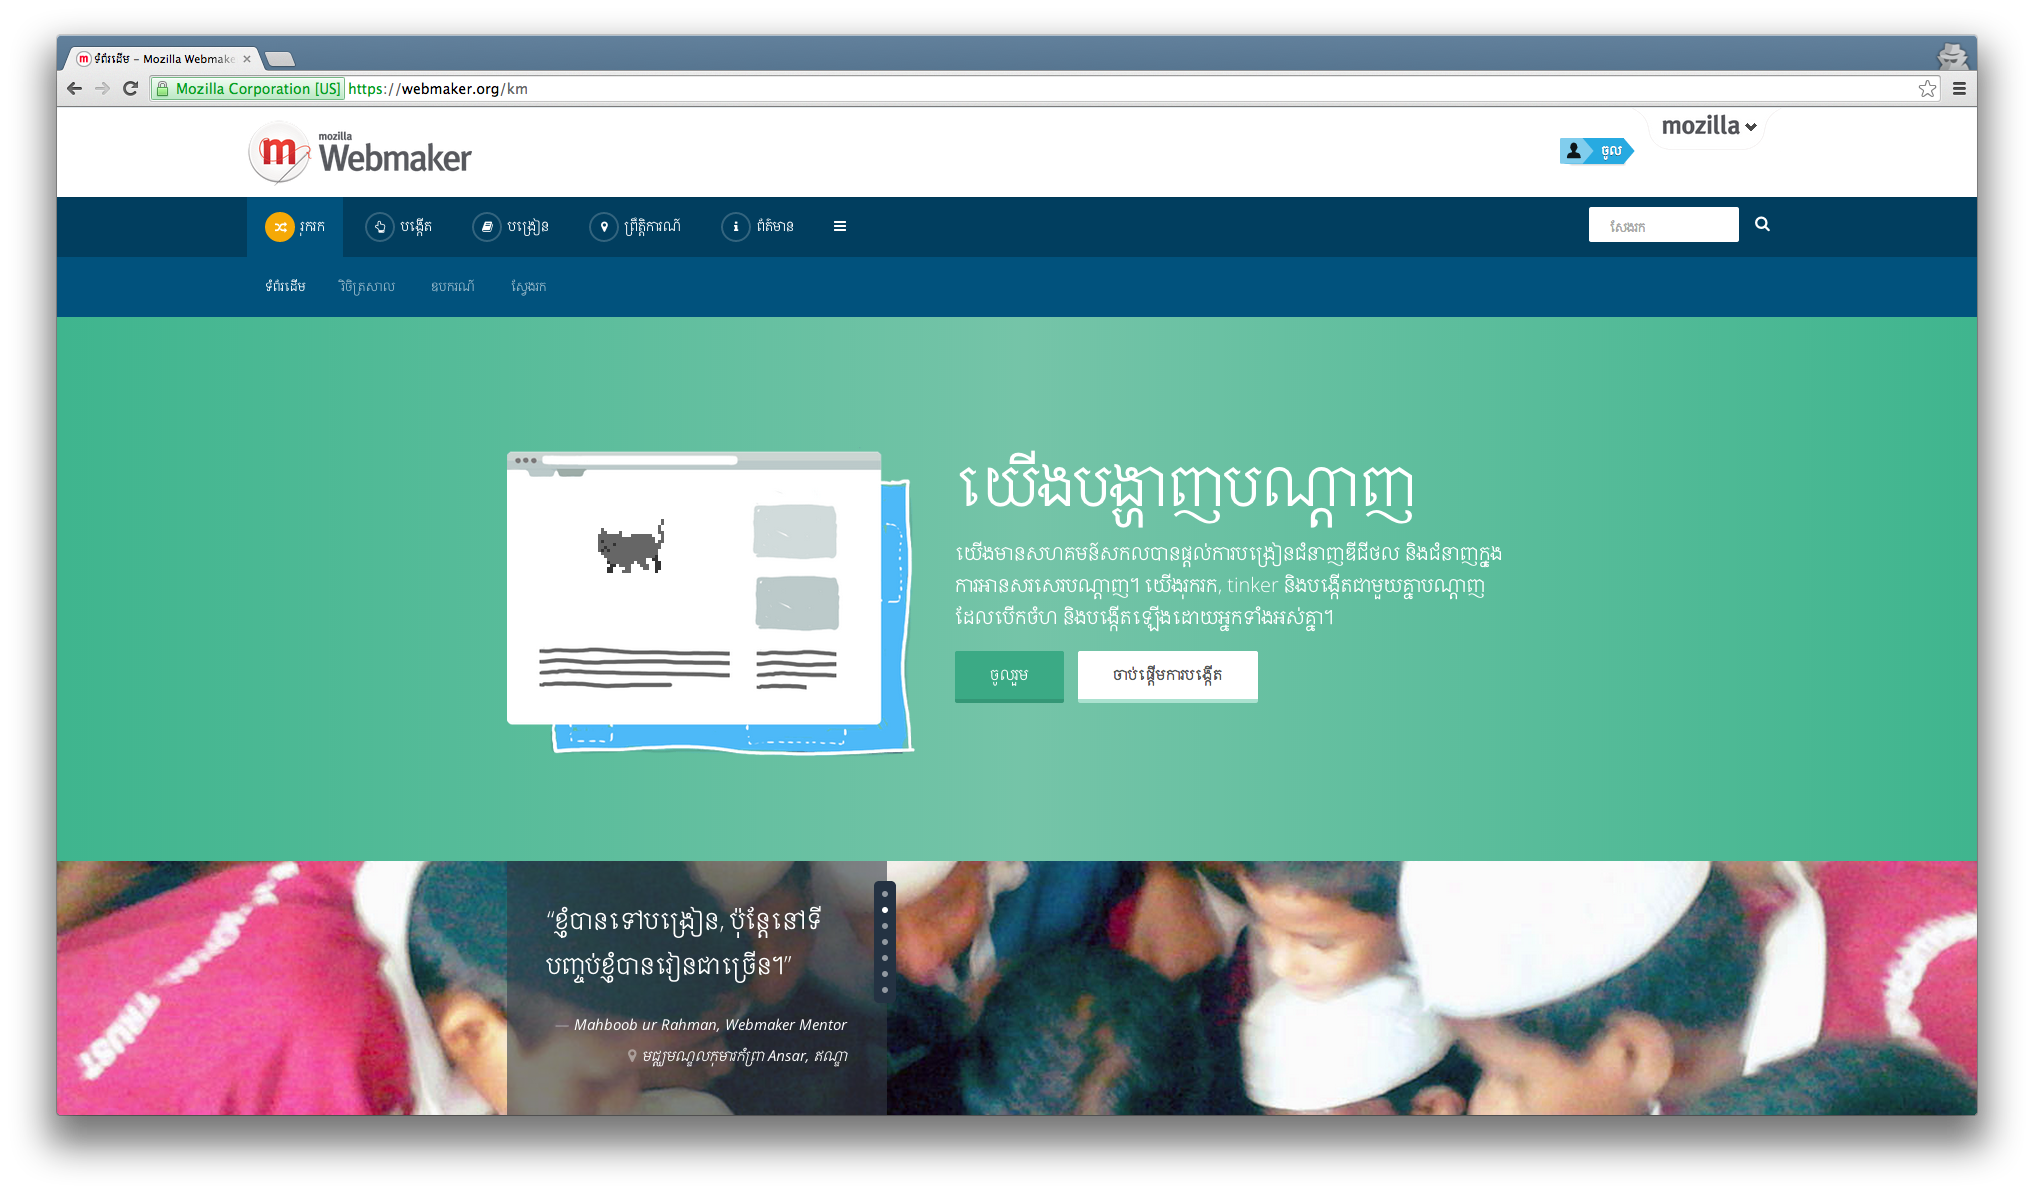 ទំព័រដើម – Mozilla Webmake
Mozilla Corporation [US] https://webmaker.org/km
mozilla
Webmaker
ចូល
mozilla
រុករក
បង្កើត
បង្រៀន
ព្រឹត្តិការណ៍
ព័ត៌មាន
សែងរក
ទំព័រដើម
វិចិត្រសាល
ឧបករណ៍
ស្វែងរក
យើងបង្ហាញបណ្ដាញ
យើងមានសហគមន៍សកលបានផ្ដល់ការបង្រៀនជំនាញឌីជីថល និងជំនាញក្នុង
ការអានសរសេរបណ្ដាញ។ យើងរុករក, tinker និងបង្កើតជាមួយគ្នាបណ្ដាញ
ដែលបើកចំហ និងបង្កើតឡើងដោយអ្នកទាំងអស់គ្នា។
ចូលរួម
ចាប់ផ្ដើមការបង្កើត
“ខ្ញុំបានទៅបង្រៀន, ប៉ុន្តែនៅទី
បញ្ចប់ខ្ញុំបានរៀនជាច្រើន។”
— Mahboob ur Rahman, Webmaker Mentor
មជ្ឈមណ្ឌលកុមារកំព្រា Ansar, ឥណ្ឌា
TRUST